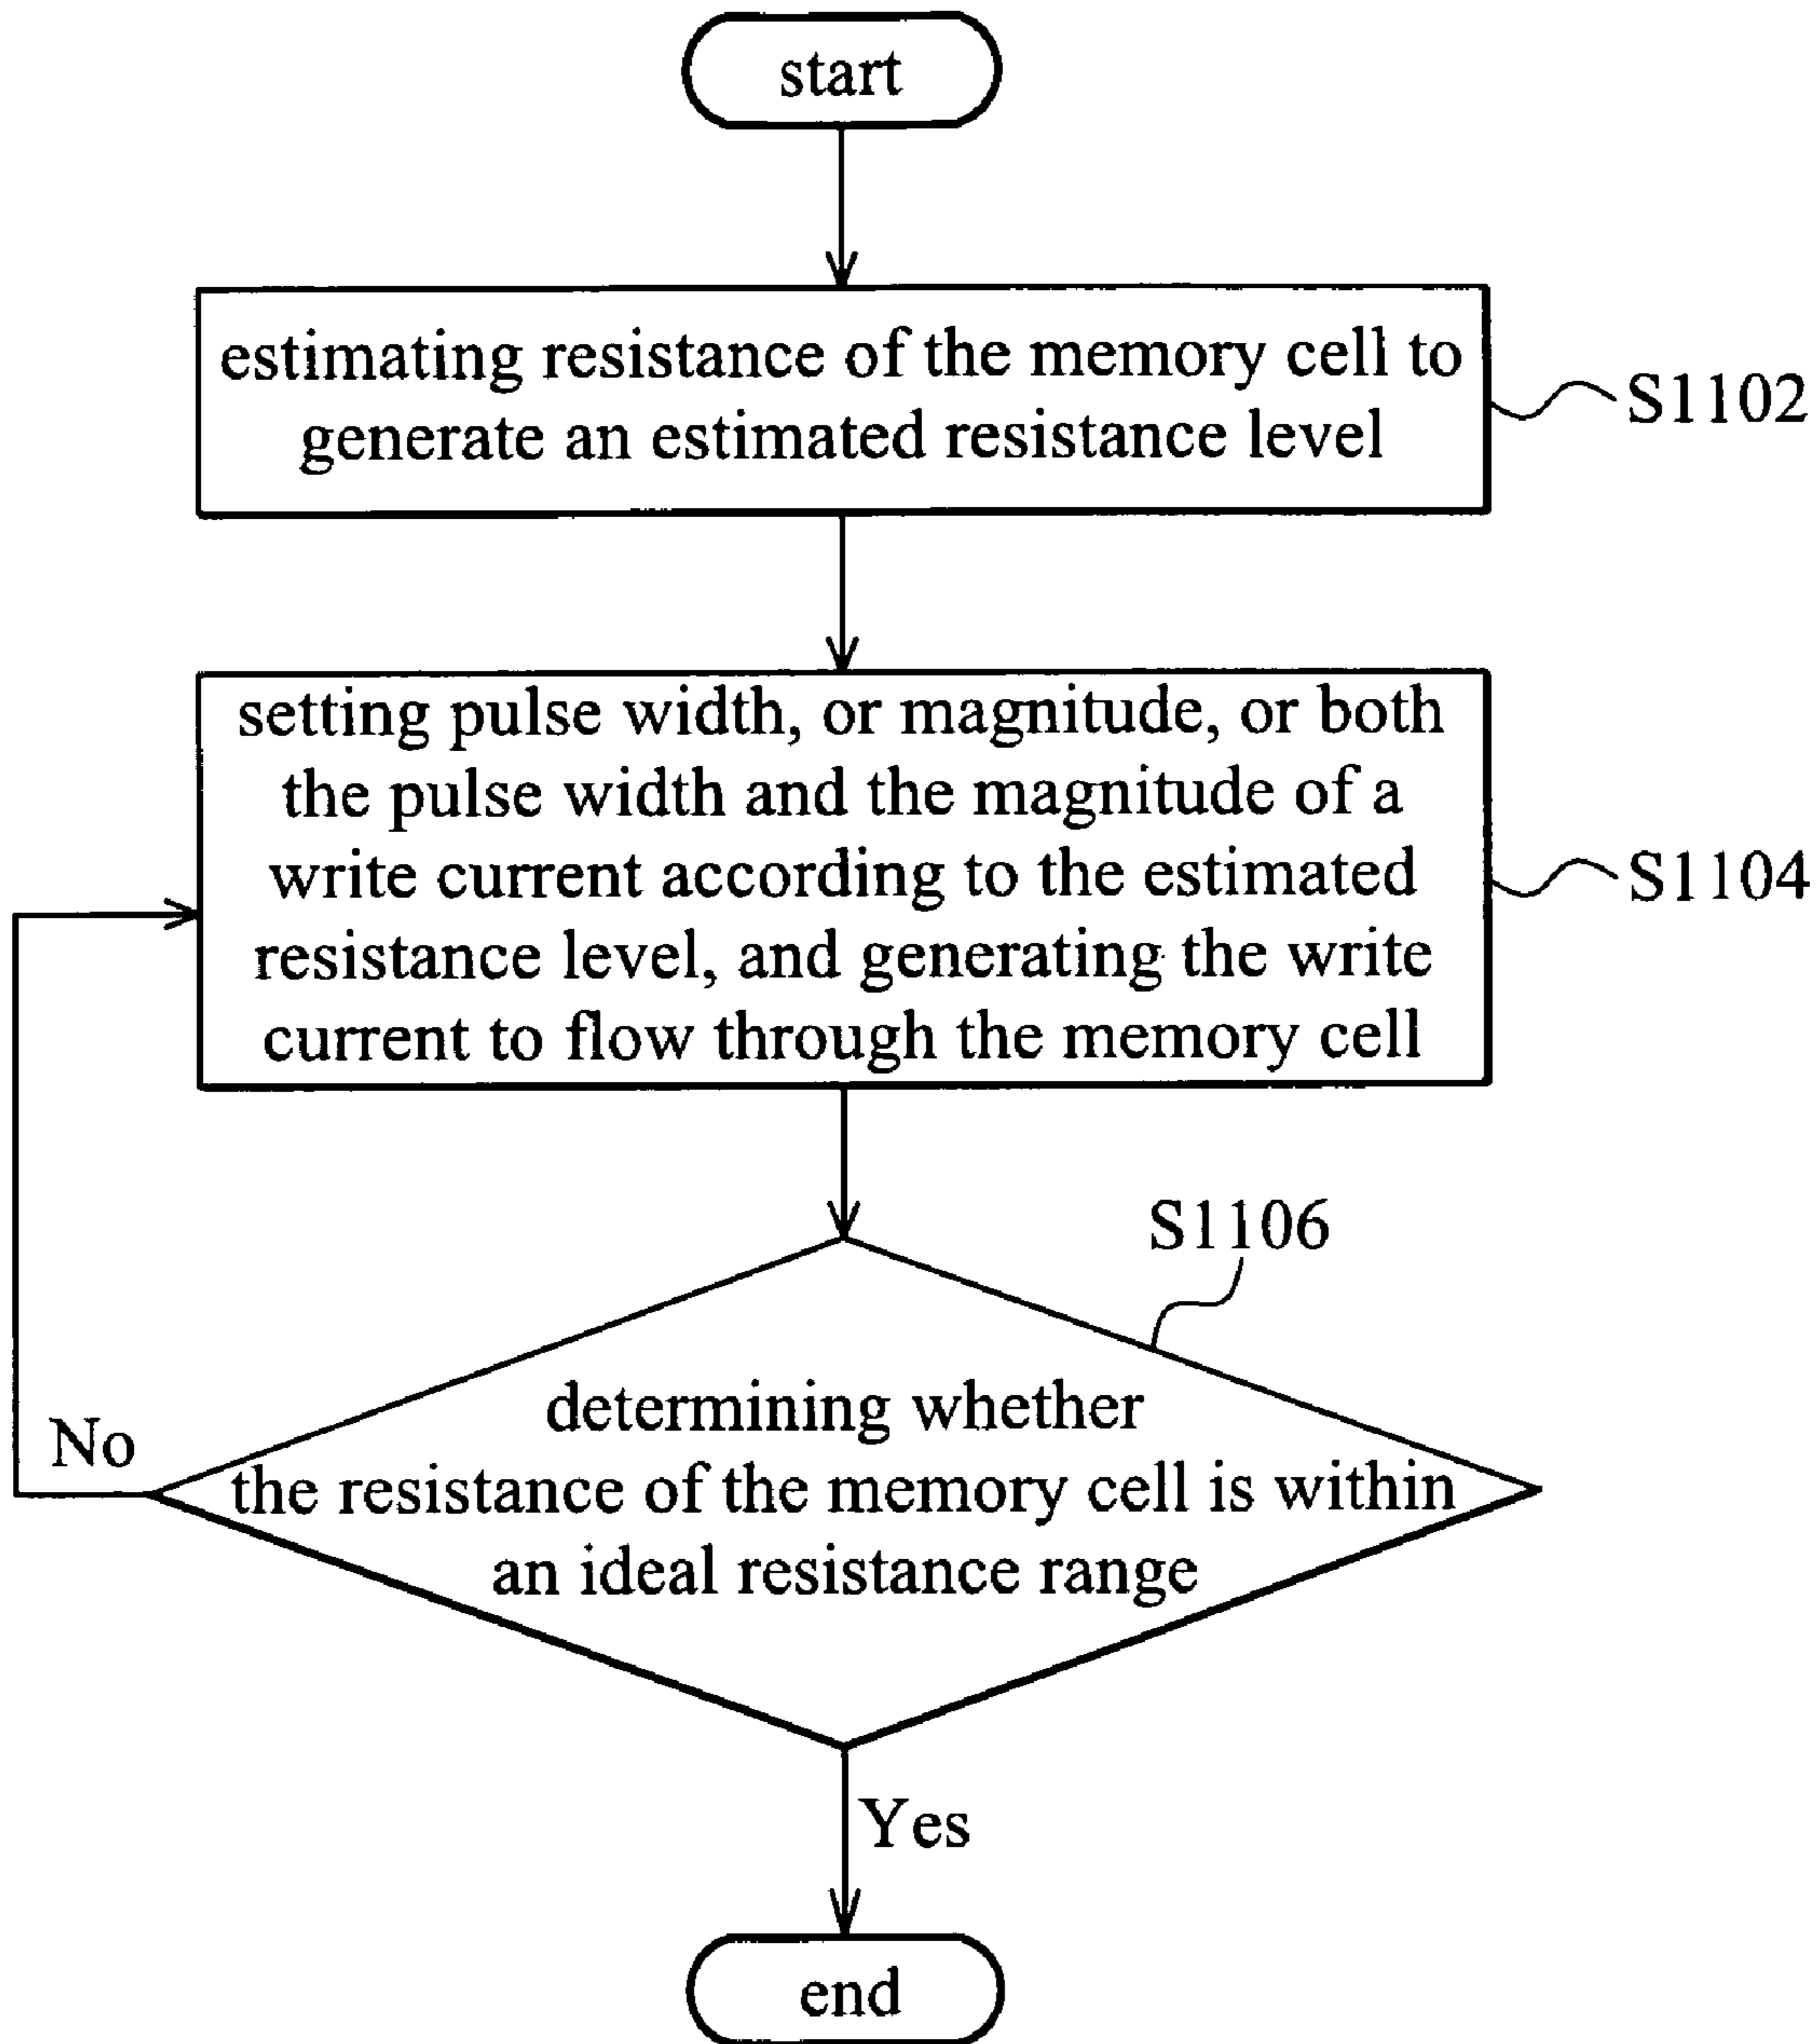 start
estimating resistance of the memory cell to
generate an estimated resistance level
S1102
setting pulse width, or magnitude, or both
the pulse width and the magnitude of a
write current according to the estimated
resistance level, and generating the write
current to flow through the memory cell
S1104
S1106
determining whether
the resistance of the memory cell is within
an ideal resistance range
No
Yes
end